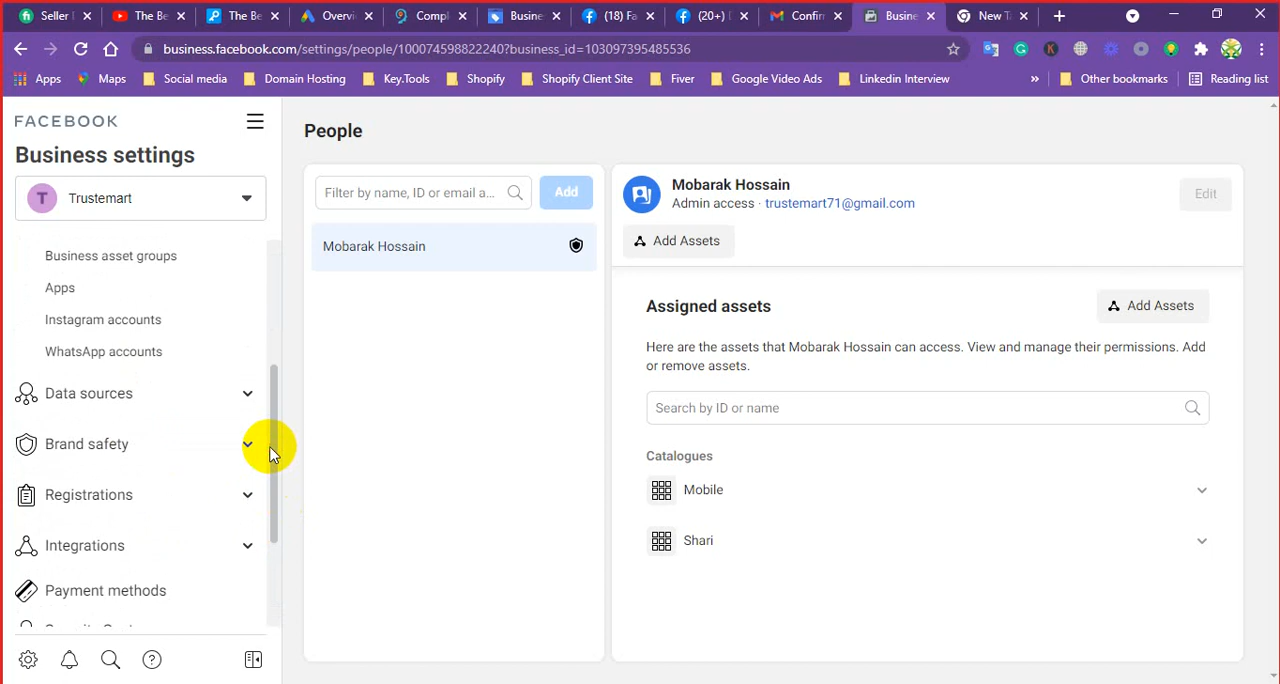 Seller
The Be
The Be
Overvi
Compl
Busine
(18) Fa
(20+) (
Confir
Busine
New Ta
business.facebook.com/settings/people/100074598822240?business_id=103097395485536
Apps
Maps
Social media
Domain Hosting
Key.Tools
Shopify
Shopify Client Site
Fiver
Google Video Ads
Linkedin Interview
»
Other bookmarks
Reading list
FACEBOOK
Business settings
T Trustemart
Business asset groups
Apps
Instagram accounts
WhatsApp accounts
Data sources
Brand safety
Registrations
Integrations
Payment methods
People
Filter by name, ID or email a...
Add
Mobarak Hossain
Mobarak Hossain
Admin access · trustemart71@gmail.com
Edit
Add Assets
Assigned assets
Add Assets
Here are the assets that Mobarak Hossain can access. View and manage their permissions. Add
or remove assets.
Search by ID or name
Catalogues
Mobile
Shari